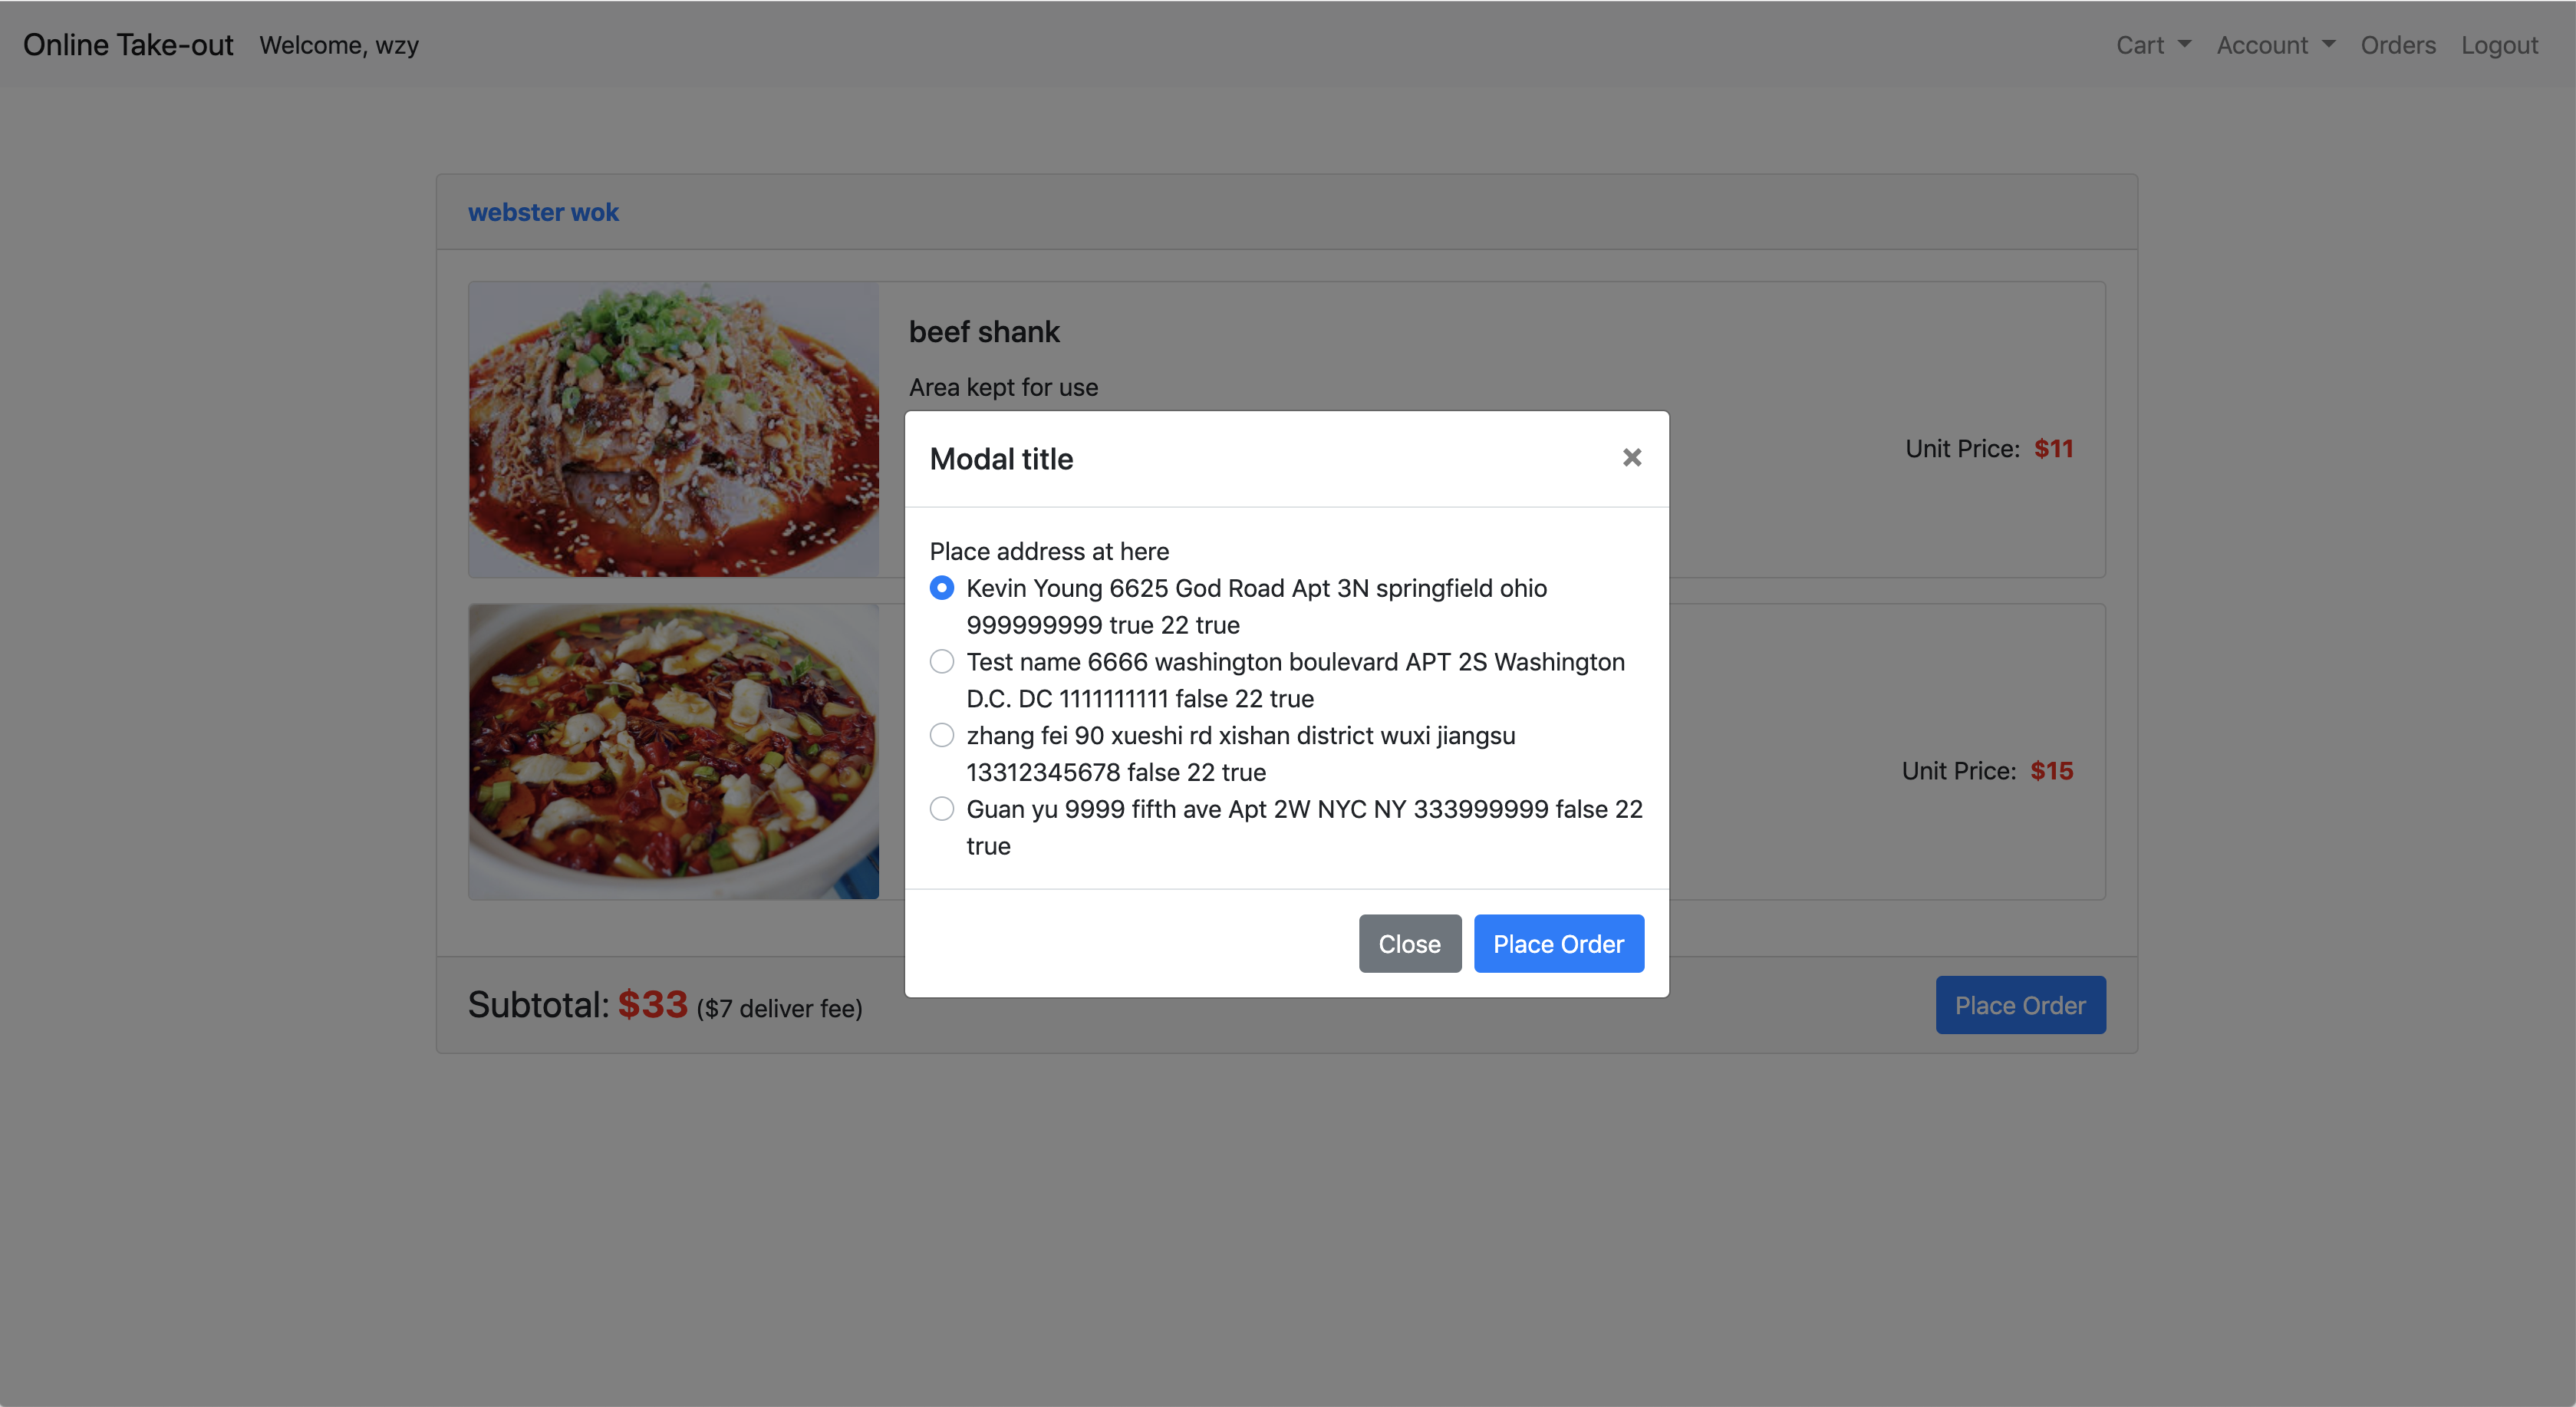 Online Take-out Welcome, wzy Cart Account Orders Logout
webster wok
beef shank
Area kept for use
Unit Price: $11
Modal title ×
Place address at here
Kevin Young 6625 God Road Apt 3N springfield ohio
999999999 true 22 true
Test name 6666 washington boulevard APT 2S Washington
D.C. DC 1111111111 false 22 true
zhang fei 90 xueshi rd xishan district wuxi jiangsu
13312345678 false 22 true
Guan yu 9999 fifth ave Apt 2W NYC NY 333999999 false 22
true
Close Place Order
Unit Price: $15
Subtotal: $33 ($7 deliver fee) Place Order